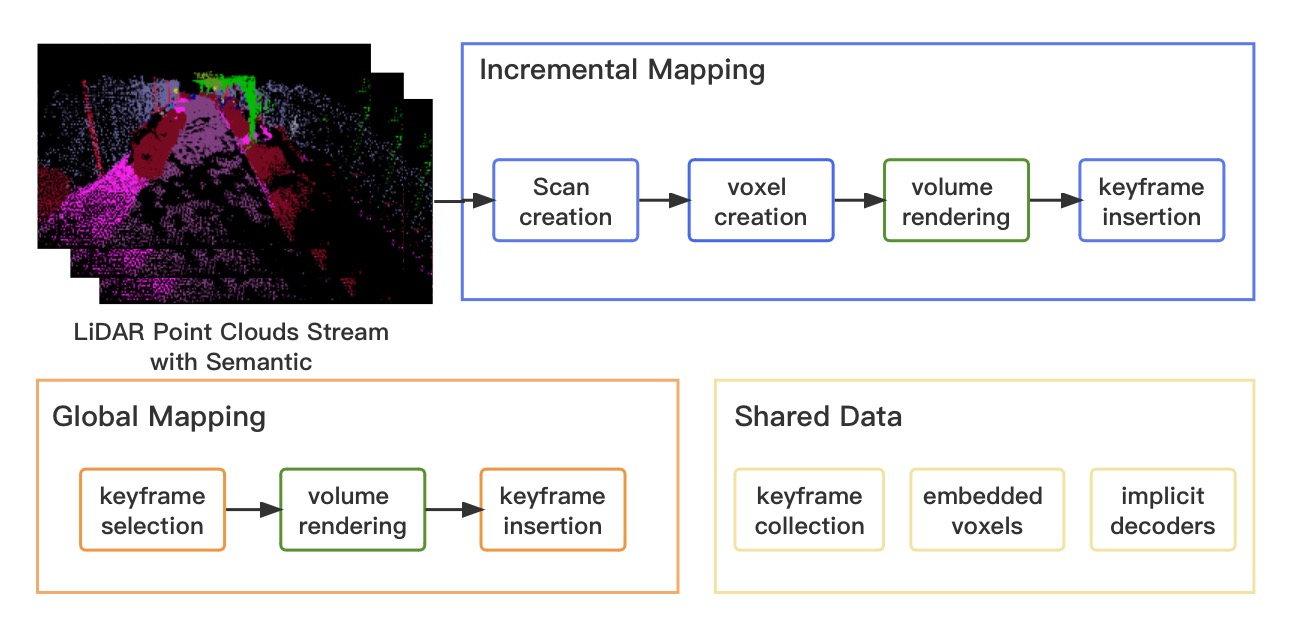 Incremental Mapping
Scan
creation
voxel
creation
volume
rendering
keyframe
insertion
LiDAR Point Clouds Stream
with Semantic
Global Mapping
keyframe
selection
volume
rendering
keyframe
insertion
Shared Data
keyframe
collection
embedded
voxels
implicit
decoders